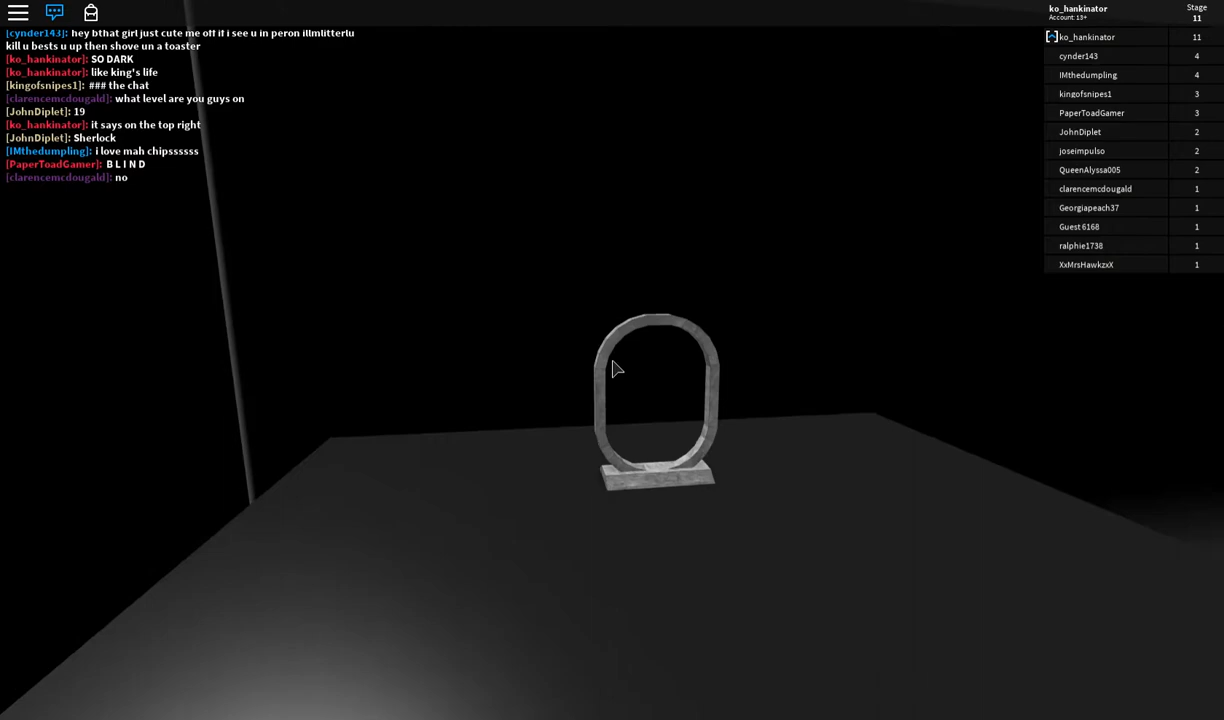 ko_hankinator
Account: 13+
Stage
11
[cynder143]: hey bthat girl just cute me off if i see u in peron illmlitterlu
kill u bests u up then shove un a toaster
[ko_hankinator]: SO DARK
[ko_hankinator]: like king's life
[kingofsnipes1]: ### the chat
[clarencemcdougald]: what level are you guys on
[JohnDiplet]: 19
[ko_hankinator]: it says on the top right
[JohnDiplet]: Sherlock
[IMthedumpling]: i love mah chipssssss
[PaperToadGamer]: B L I N D
[clarencemcdougald]: no
ko_hankinator 11
cynder143 4
IMthedumpling 4
kingofsnipes1 3
PaperToadGamer 3
JohnDiplet 2
joseimpulso 2
QueenAlyssa005 2
clarencemcdougald 1
Georgiapeach37 1
Guest 6168 1
ralphie1738 1
XxMrsHawkzxX 1